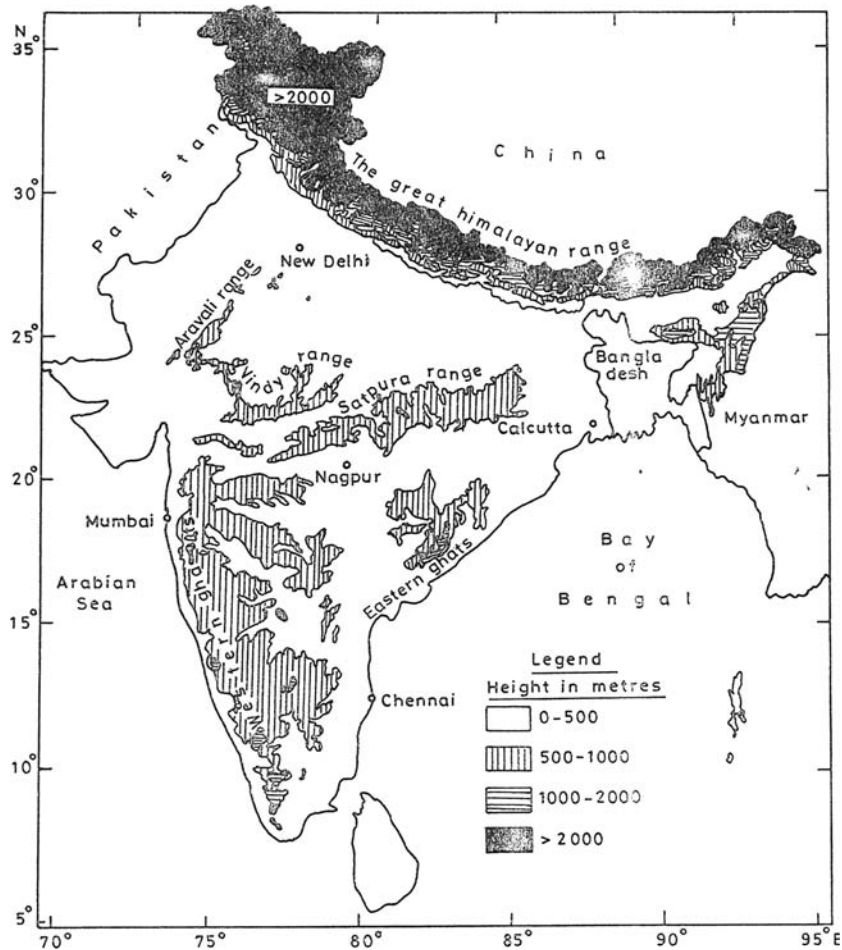 N
35°
30°
25°
20°
15°
10°
5°
>2000
China
Pakistan
The great himalayan range
New Delhi
Aravali range
Vindya range
Satpura range
Bangla
desh
Myanmar
Calcutta
Nagpur
Mumbai
Western ghats
Eastern ghats
Arabian
Sea
Bay
of
Bengal
Chennai
Legend
Height in metres
0-500
500-1000
1000-2000
>2000
70° 75° 80° 85° 90° 95° E